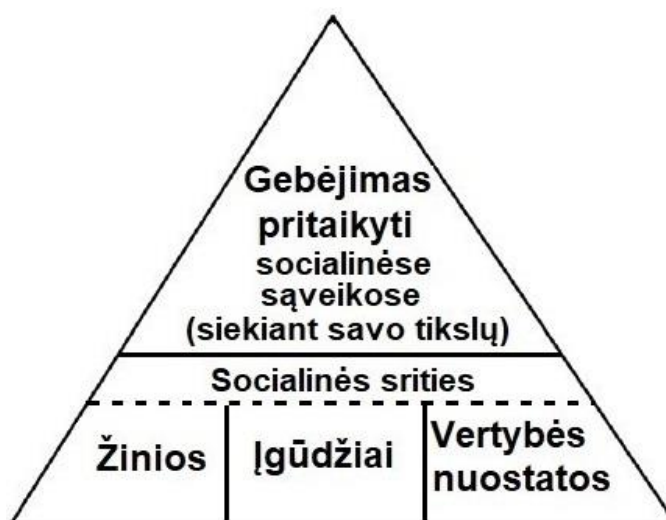 Gebėjimas
pritaikyti
socialinėse
sąveikose
(siekiant savo tikslų)
Socialinės srities
Žinios
Įgūdžiai
Vertybės
nuostatos